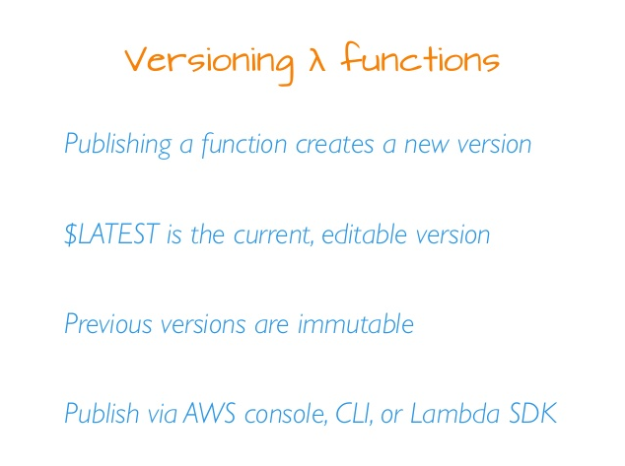 Versioning λ functions
Publishing a function creates a new version
$LATEST is the current, editable version
Previous versions are immutable
Publish via AWS console, CLI, or Lambda SDK